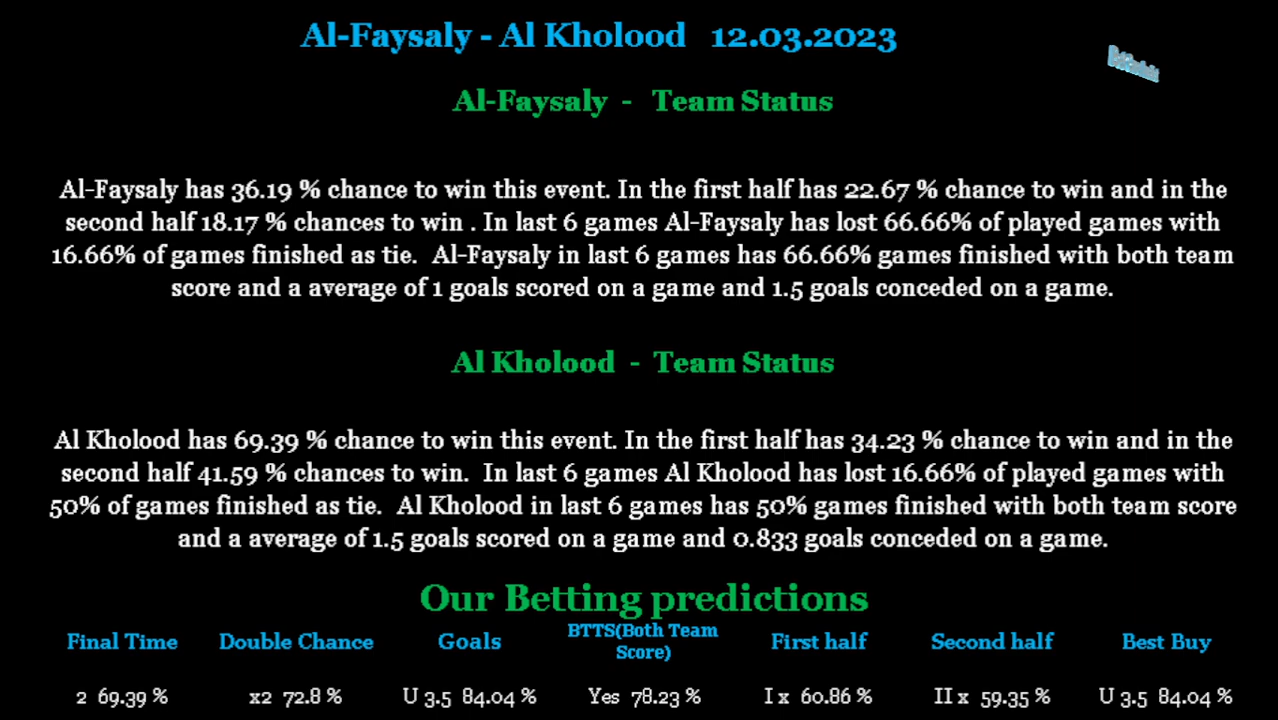 Al-Faysaly - Al Kholood 12.03.2023
Al-Faysaly - Team Status
Al-Faysaly has 36.19 % chance to win this event. In the first half has 22.67 % chance to win and in the
second half 18.17 % chances to win . In last 6 games Al-Faysaly has lost 66.66% of played games with
16.66% of games finished as tie. Al-Faysaly in last 6 games has 66.66% games finished with both team
score and a average of 1 goals scored on a game and 1.5 goals conceded on a game.
Al Kholood - Team Status
Al Kholood has 69.39 % chance to win this event. In the first half has 34.23 % chance to win and in the
second half 41.59 % chances to win. In last 6 games Al Kholood has lost 16.66% of played games with
50% of games finished as tie. Al Kholood in last 6 games has 50% games finished with both team score
and a average of 1.5 goals scored on a game and 0.833 goals conceded on a game.
Our Betting predictions
Final Time Double Chance Goals BTTS(Both Team
Score) First half Second half Best Buy
2 69.39 % x2 72.8 % U 3.5 84.04 % Yes 78.23 % I x 60.86 % II x 59.35 % U 3.5 84.04 %